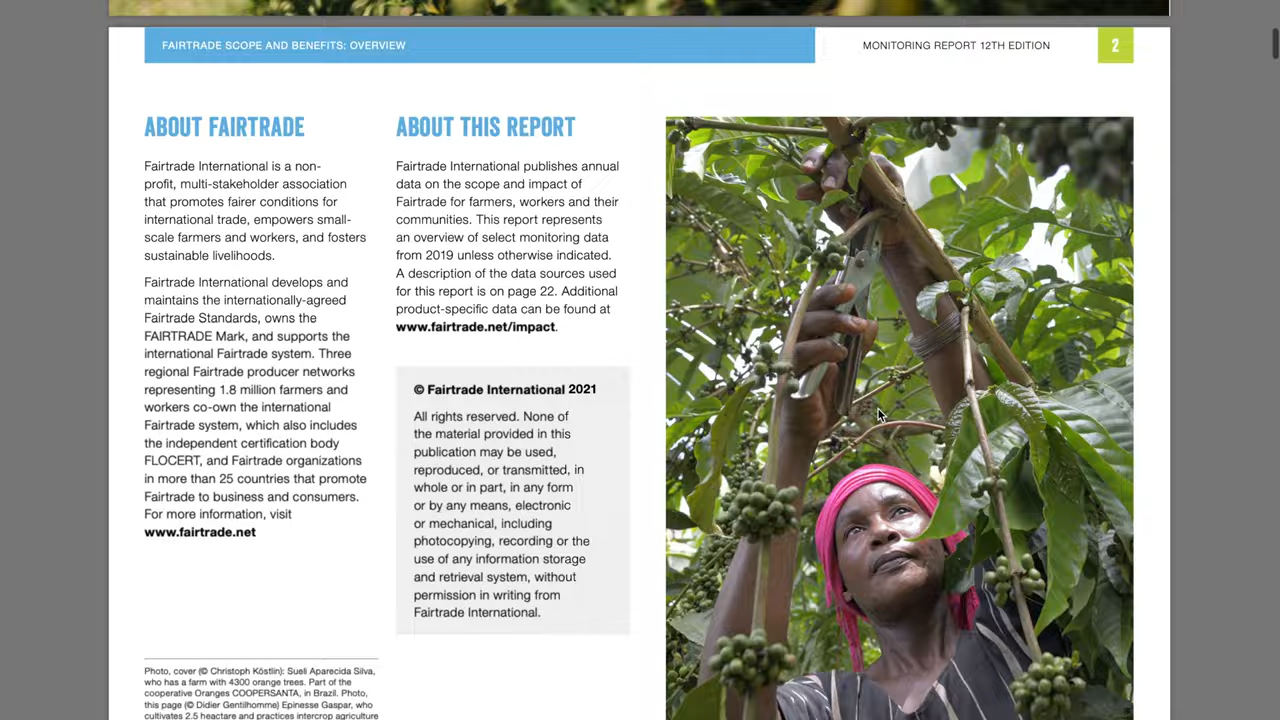 FAIRTRADE SCOPE AND BENEFITS: OVERVIEW
MONITORING REPORT 12TH EDITION
2
ABOUT FAIRTRADE
Fairtrade International is a non-
profit, multi-stakeholder association
that promotes fairer conditions for
international trade, empowers small-
scale farmers and workers, and fosters
sustainable livelihoods.
Fairtrade International develops and
maintains the internationally-agreed
Fairtrade Standards, owns the
FAIRTRADE Mark, and supports the
international Fairtrade system. Three
regional Fairtrade producer networks
representing 1.8 million farmers and
workers co-own the international
Fairtrade system, which also includes
the independent certification body
FLOCERT, and Fairtrade organizations
in more than 25 countries that promote
Fairtrade to business and consumers.
For more information, visit
www.fairtrade.net
Photo, cover (© Christoph Köstlin): Sueli Aparecida Silva,
who has a farm with 4300 orange trees. Part of the
cooperative Oranges COOPERSANTA, in Brazil. Photo,
this page (© Didier Gentilhomme) Epinesse Gaspar, who
cultivates 2.5 heactare and practices intercrop agriculture
ABOUT THIS REPORT
Fairtrade International publishes annual
data on the scope and impact of
Fairtrade for farmers, workers and their
communities. This report represents
an overview of select monitoring data
from 2019 unless otherwise indicated.
A description of the data sources used
for this report is on page 22. Additional
product-specific data can be found at
www.fairtrade.net/impact.
© Fairtrade International 2021
All rights reserved. None of
the material provided in this
publication may be used,
reproduced, or transmitted, in
whole or in part, in any form
or by any means, electronic
or mechanical, including
photocopying, recording or the
use of any information storage
and retrieval system, without
permission in writing from
Fairtrade International.